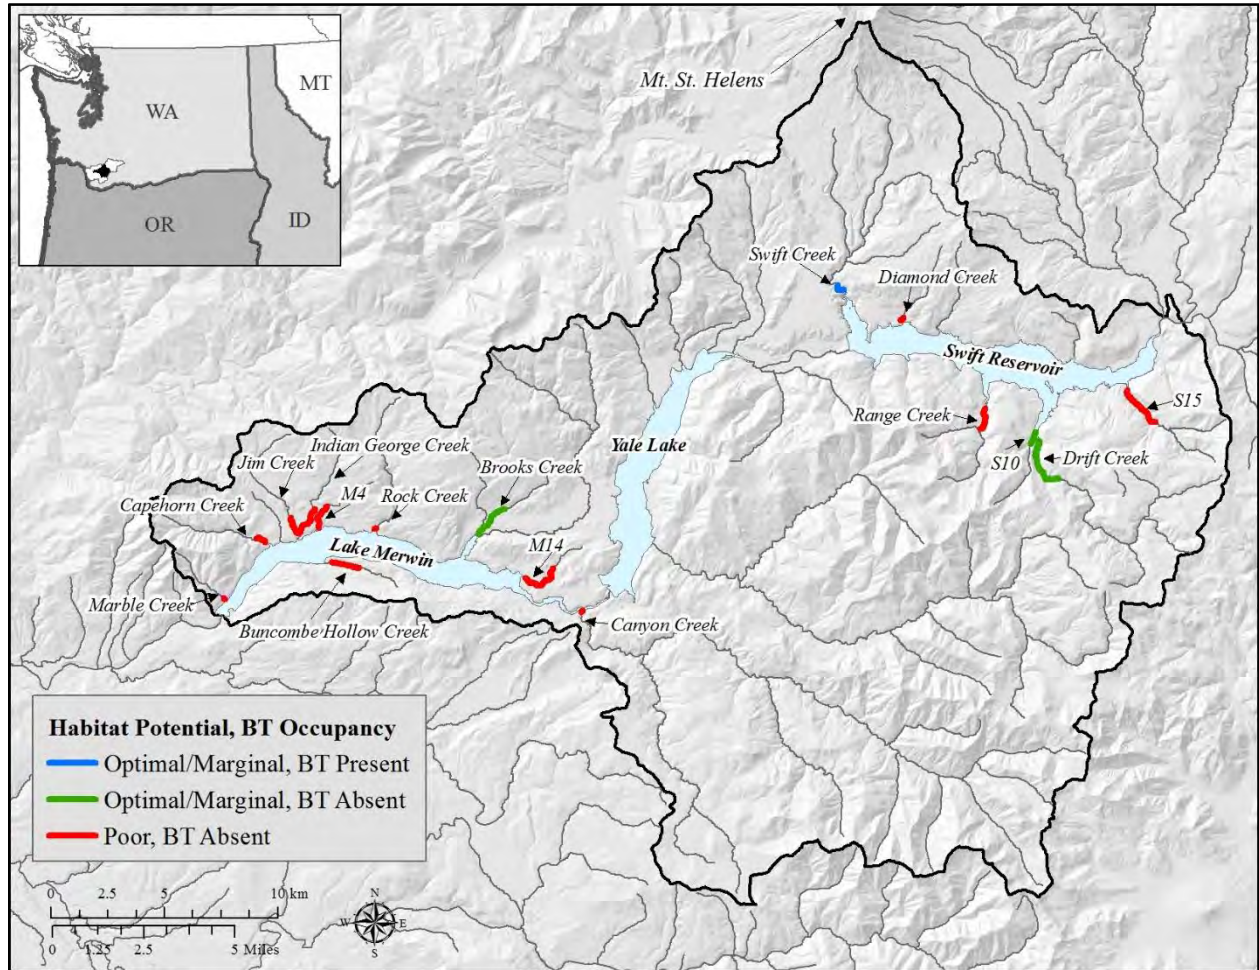 Mt. St. Helens
WA
MT
OR
ID
Swift Creek
Diamond Creek
Swift Reservoir
Range Creek
S15
S10
Drift Creek
Yale Lake
Indian George Creek
Jim Creek
Brooks Creek
M4
Rock Creek
Capehorn Creek
Lake Merwin
M14
Marble Creek
Buncombe Hollow Creek
Canyon Creek
Habitat Potential, BT Occupancy
Optimal/Marginal, BT Present
Optimal/Marginal, BT Absent
Poor, BT Absent
0 2.5 5 10 km
0 1.25 2.5 5 Miles
N
W E
S